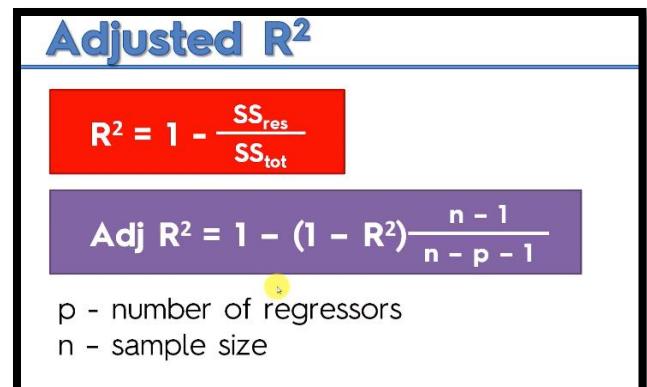 Adjusted R²
R² = 1 - SSres / SStot
Adj R² = 1 – (1 – R²) n – 1 / n – p – 1
p - number of regressors
n – sample size